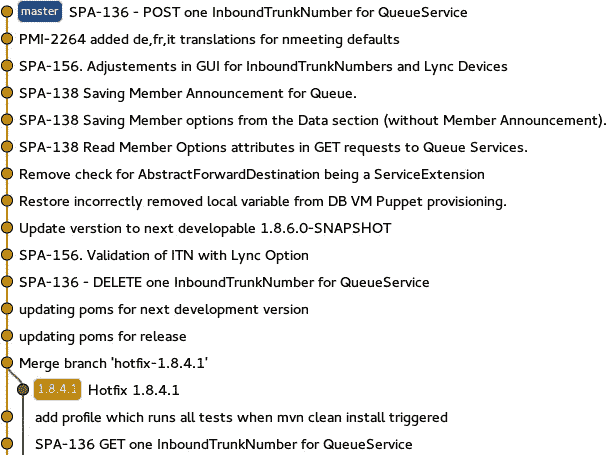 master SPA-136 - POST one InboundTrunkNumber for QueueService
PMI-2264 added de,fr,it translations for nmeeting defaults
SPA-156. Adjustements in GUI for InboundTrunkNumbers and Lync Devices
SPA-138 Saving Member Announcement for Queue.
SPA-138 Saving Member options from the Data section (without Member Announcement).
SPA-138 Read Member Options attributes in GET requests to Queue Services.
Remove check for AbstractForwardDestination being a ServiceExtension
Restore incorrectly removed local variable from DB VM Puppet provisioning.
Update verstion to next developable 1.8.6.0-SNAPSHOT
SPA-156. Validation of ITN with Lync Option
SPA-136 - DELETE one InboundTrunkNumber for QueueService
updating poms for next development version
updating poms for release
Merge branch 'hotfix-1.8.4.1'
1.8.4.1 Hotfix 1.8.4.1
add profile which runs all tests when mvn clean install triggered
SPA-136 GET one InboundTrunkNumber for QueueService